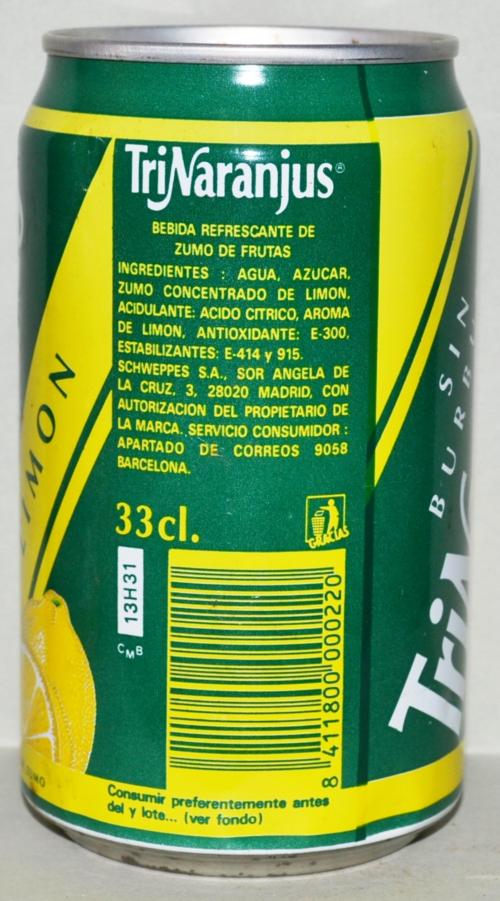 TriNaranjus®
BEBIDA REFRESCANTE DE
ZUMO DE FRUTAS
INGREDIENTES : AGUA, AZUCAR,
ZUMO CONCENTRADO DE LIMON,
ACIDULANTE: ACIDO CITRICO, AROMA
DE LIMON, ANTIOXIDANTE: E-300,
ESTABILIZANTES: E-414 y 915.
SCHWEPPES S.A., SOR ANGELA DE
LA CRUZ, 3, 28020 MADRID, CON
AUTORIZACION DEL PROPIETARIO DE
LA MARCA. SERVICIO CONSUMIDOR :
APARTADO DE CORREOS 9058
BARCELONA.
33cl.
GRACIAS
13H31
CMB
8 411800 000220
Consumir preferentemente antes
del y lote... (ver fondo)
LIMON
SIN
BURB
TriN